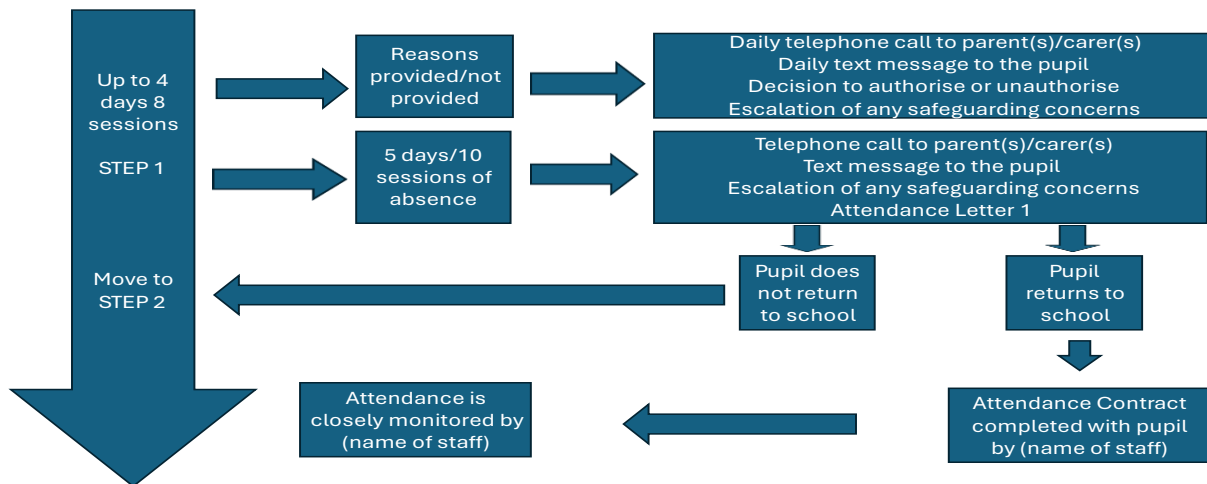 Up to 4
days 8
sessions
Reasons
provided/not
provided
Daily telephone call to parent(s)/carer(s)
Daily text message to the pupil
Decision to authorise or unauthorise
Escalation of any safeguarding concerns
STEP 1
5 days/10
sessions of
absence
Telephone call to parent(s)/carer(s)
Text message to the pupil
Escalation of any safeguarding concerns
Attendance Letter 1
Move to
STEP 2
Pupil does
not return
to school
Pupil
returns to
school
Attendance is
closely monitored by
(name of staff)
Attendance Contract
completed with pupil
by (name of staff)